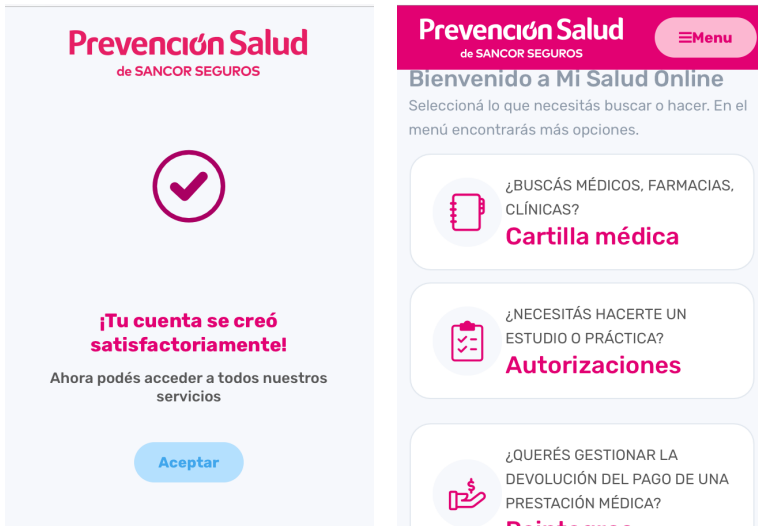 Prevención Salud
de SANCOR SEGUROS
¡Tu cuenta se creó
satisfactoriamente!
Ahora podés acceder a todos nuestros
servicios
Aceptar
Prevención Salud
de SANCOR SEGUROS
Menu
Bienvenido a Mi Salud Online
Seleccioná lo que necesitás buscar o hacer. En el
menú encontrarás más opciones.
¿BUSCÁS MÉDICOS, FARMACIAS,
CLÍNICAS?
Cartilla médica
¿NECESITÁS HACERTE UN
ESTUDIO O PRÁCTICA?
Autorizaciones
¿QUERÉS GESTIONAR LA
DEVOLUCIÓN DEL PAGO DE UNA
PRESTACIÓN MÉDICA?